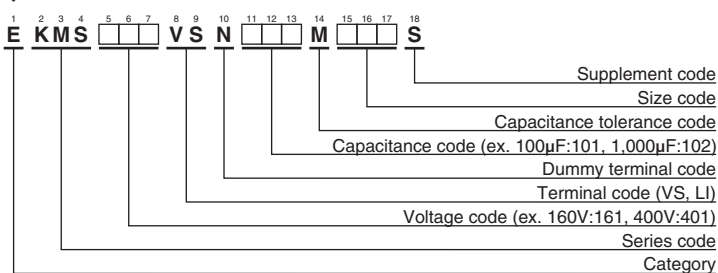 1 2 3 4 5 6 7 8 9 10 11 12 13 14 15 16 17 18
E KMS □□□ VS N □□□ M □□□ S
Supplement code
Size code
Capacitance tolerance code
Capacitance code (ex. 100μF:101, 1,000μF:102)
Dummy terminal code
Terminal code (VS, LI)
Voltage code (ex. 160V:161, 400V:401)
Series code
Category